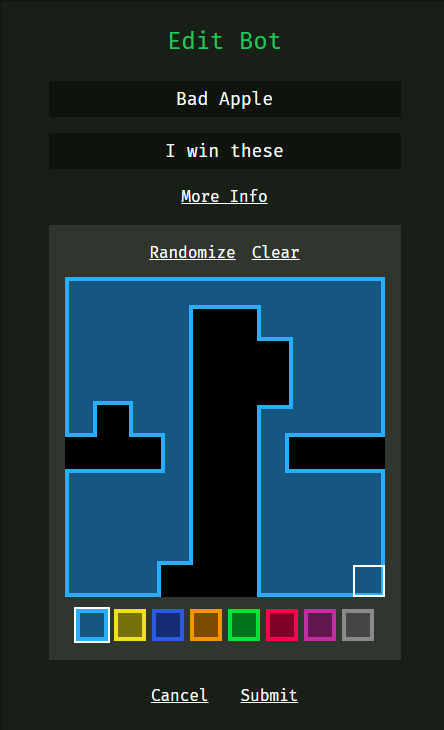 Edit Bot
Bad Apple
I win these
More Info
Randomize Clear
Cancel Submit